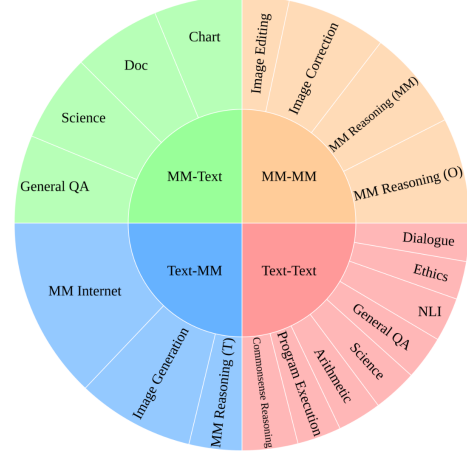 Chart
Doc
Science
General QA
MM-Text
Image Editing
Image Correction
MM Reasoning (MM)
MM Reasoning (O)
MM-MM
Text-MM
MM Internet
Image Generation
MM Reasoning (T)
Text-Text
Dialogue
Ethics
NLI
General QA
Science
Arithmetic
Program Execution
Commonsense Reasoning